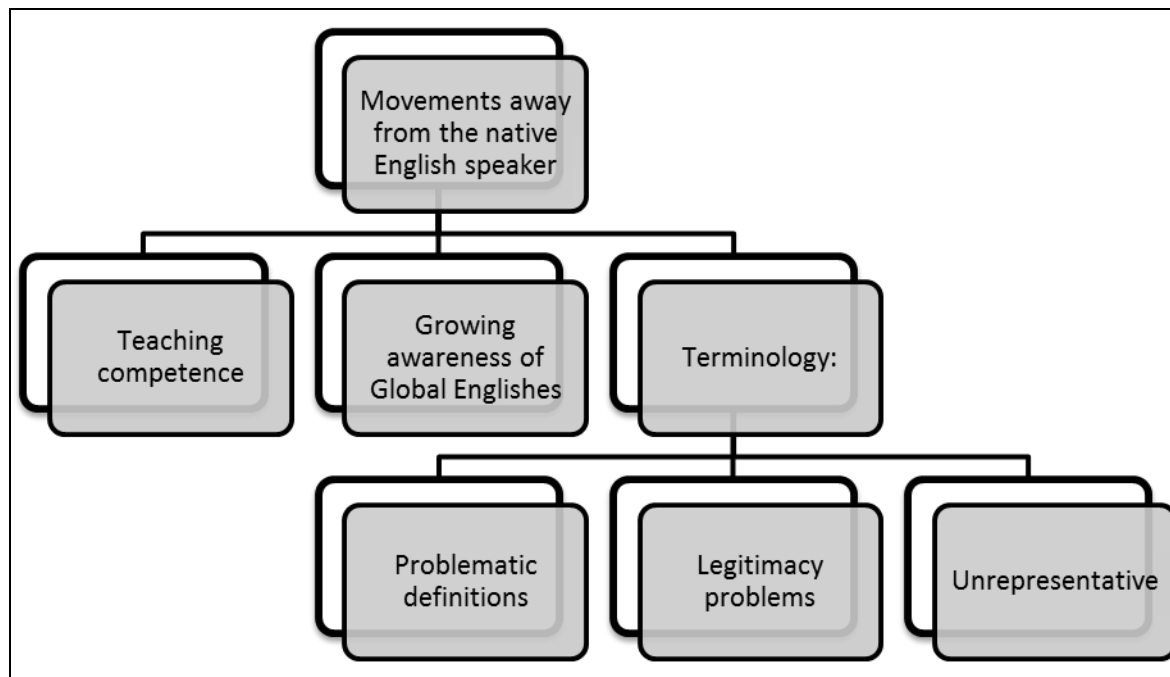 Movements away
from the native
English speaker
Teaching
competence
Growing
awareness of
Global Englishes
Terminology:
Problematic
definitions
Legitimacy
problems
Unrepresentative